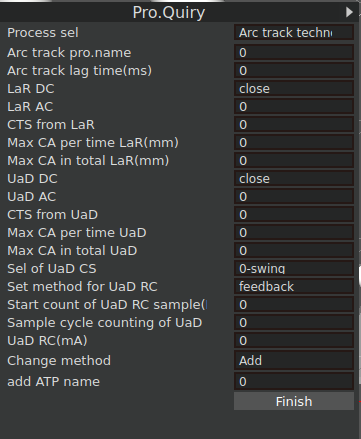 Pro.Quiry
Process sel Arc track techn
Arc track pro.name 0
Arc track lag time(ms) 0
LaR DC close
LaR AC 0
CTS from LaR 0
Max CA per time LaR(mm) 0
Max CA in total LaR(mm) 0
UaD DC close
UaD AC 0
CTS from UaD 0
Max CA per time UaD 0
Max CA in total UaD 0
Sel of UaD CS 0-swing
Set method for UaD RC feedback
Start count of UaD RC sample( 0
Sample cycle counting of UaD 0
UaD RC(mA) 0
Change method Add
add ATP name 0
Finish